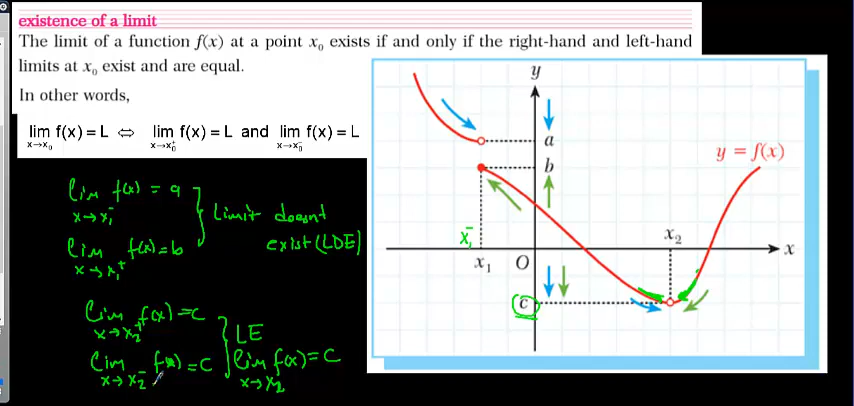 existence of a limit
The limit of a function f(x) at a point x₀ exists if and only if the right-hand and left-hand
limits at x₀ exist and are equal.
In other words,
lim f(x) = L ⇔ lim f(x) = L and lim f(x) = L
x→x₀ x→x₀⁺ x→x₀⁻
lim f(x) = a
x→x₁⁻
lim f(x) = b
x→x₁⁺
Limit doesnt
exist (LDE)
lim f(x) = C
x→x₂⁺
lim f(x) = C
x→x₂⁻
LE
lim f(x) = C
x→x₂
y
a
b
y = f(x)
x₁⁻
x₂
x
x₁
O
c